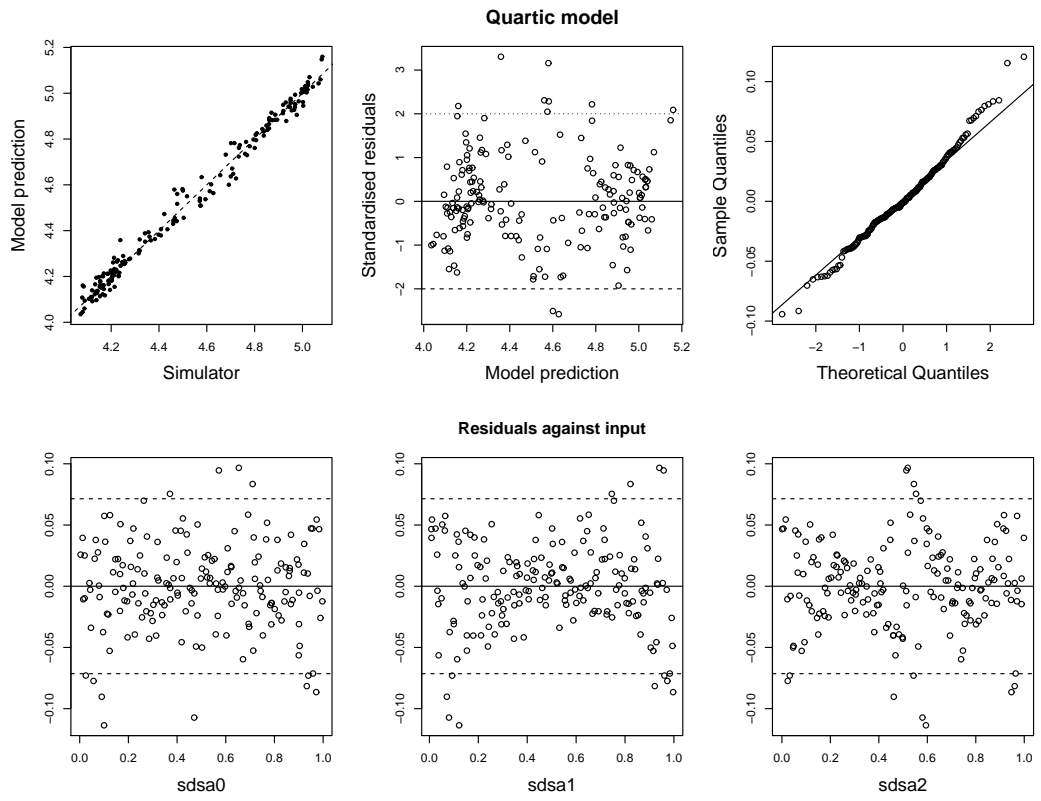 Quartic model
Model prediction
5.2
5.0
4.8
4.6
4.4
4.2
4.0
4.2 4.4 4.6 4.8 5.0
Simulator
Standardised residuals
3
2
1
0
−1
−2
4.0 4.2 4.4 4.6 4.8 5.0 5.2
Model prediction
Sample Quantiles
0.10
0.05
0.00
−0.05
−0.10
−2 −1 0 1 2
Theoretical Quantiles
Residuals against input
0.10
0.05
0.00
−0.05
−0.10
0.0 0.2 0.4 0.6 0.8 1.0
sdsa0
0.10
0.05
0.00
−0.05
−0.10
0.0 0.2 0.4 0.6 0.8 1.0
sdsa1
0.10
0.05
0.00
−0.05
−0.10
0.0 0.2 0.4 0.6 0.8 1.0
sdsa2